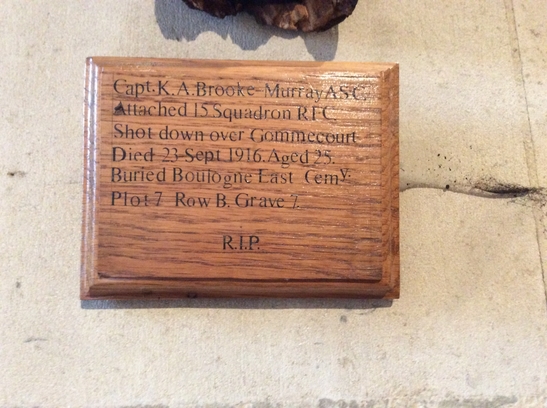 Capt.K.A.Brooke-Murray A.S.C.
Attached 15 Squadron RFC
Shot down over Gommecourt
Died 23 Sept 1916. Aged 25.
Buried Boulogne East Cemy.
Plot 7 Row B. Grave 7.
R.I.P.